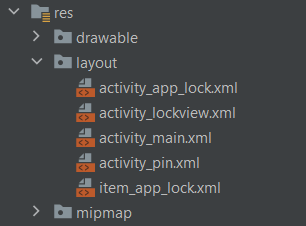 res
drawable
layout
activity_app_lock.xml
activity_lockview.xml
activity_main.xml
activity_pin.xml
item_app_lock.xml
mipmap